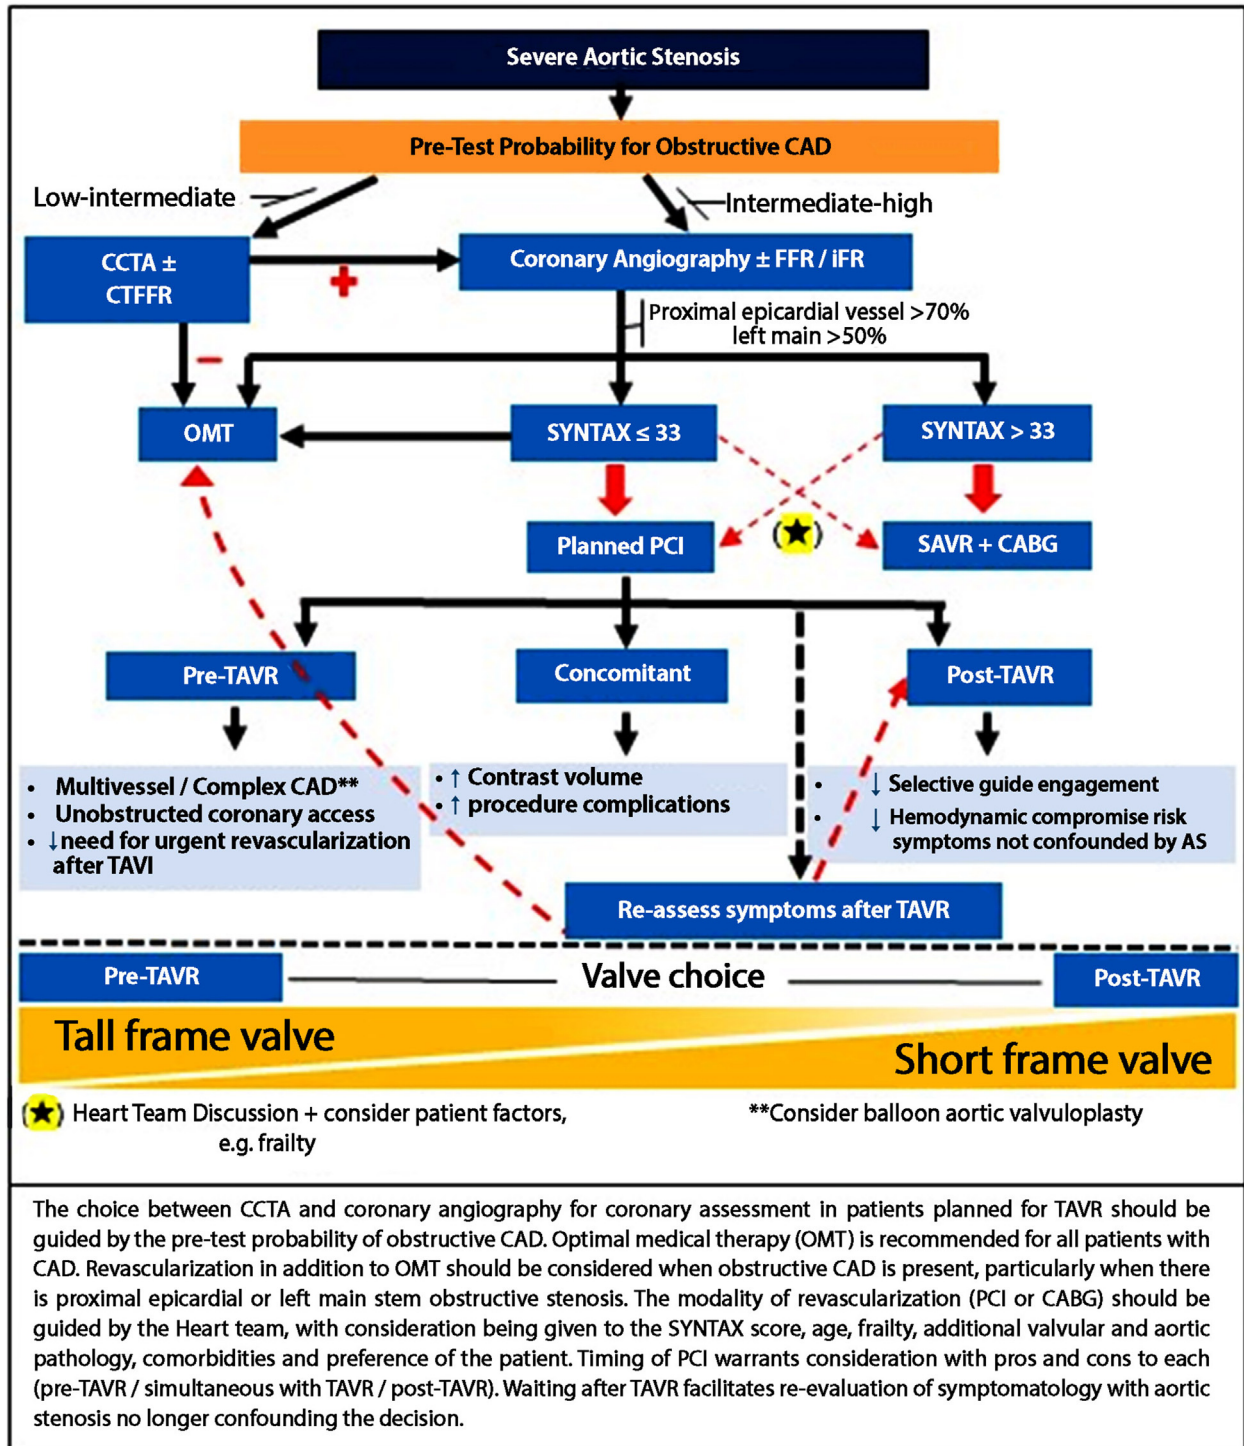 Severe Aortic Stenosis
Pre-Test Probability for Obstructive CAD
Low-intermediate
Intermediate-high
CCTA ±
CTFFR
Coronary Angiography ± FFR / iFR
+
Proximal epicardial vessel >70%
left main >50%
–
OMT
SYNTAX ≤ 33
SYNTAX > 33
Planned PCI
(★)
SAVR + CABG
Pre-TAVR
Concomitant
Post-TAVR
• Multivessel / Complex CAD**
• Unobstructed coronary access
• ↓need for urgent revascularization
after TAVI
• ↑ Contrast volume
• ↑ procedure complications
• ↓ Selective guide engagement
• ↓ Hemodynamic compromise risk
symptoms not confounded by AS
Re-assess symptoms after TAVR
Pre-TAVR
Valve choice
Post-TAVR
Tall frame valve
Short frame valve
(★) Heart Team Discussion + consider patient factors,
e.g. frailty
**Consider balloon aortic valvuloplasty
The choice between CCTA and coronary angiography for coronary assessment in patients planned for TAVR should be
guided by the pre-test probability of obstructive CAD. Optimal medical therapy (OMT) is recommended for all patients with
CAD. Revascularization in addition to OMT should be considered when obstructive CAD is present, particularly when there
is proximal epicardial or left main stem obstructive stenosis. The modality of revascularization (PCI or CABG) should be
guided by the Heart team, with consideration being given to the SYNTAX score, age, frailty, additional valvular and aortic
pathology, comorbidities and preference of the patient. Timing of PCI warrants consideration with pros and cons to each
(pre-TAVR / simultaneous with TAVR / post-TAVR). Waiting after TAVR facilitates re-evaluation of symptomatology with aortic
stenosis no longer confounding the decision.